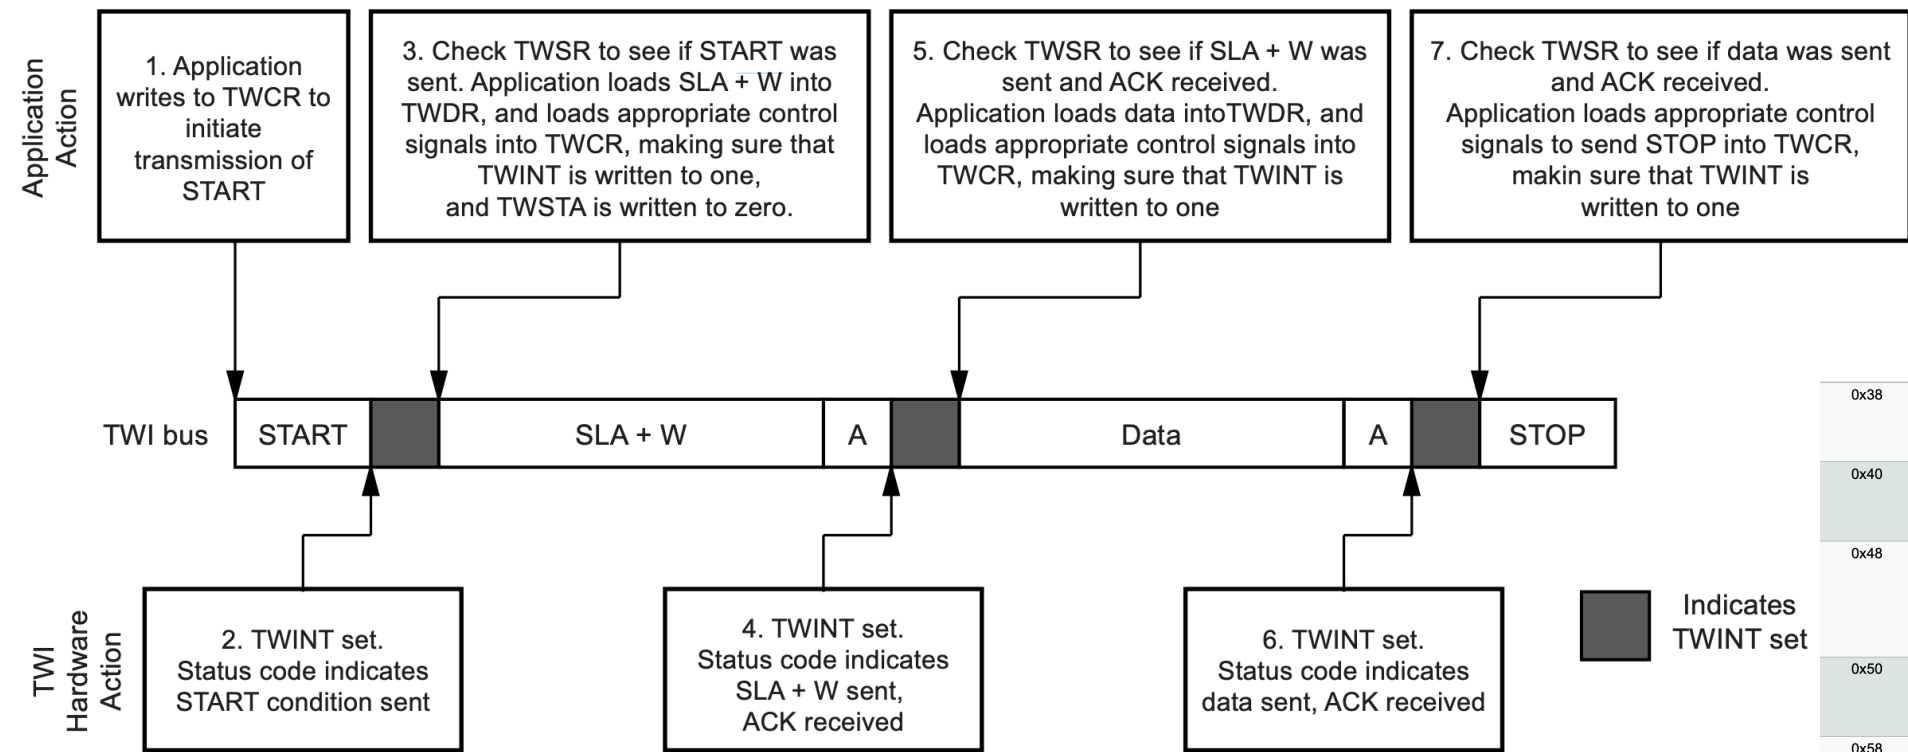 Application
Action
1. Application
writes to TWCR to
initiate
transmission of
START
3. Check TWSR to see if START was
sent. Application loads SLA + W into
TWDR, and loads appropriate control
signals into TWCR, making sure that
TWINT is written to one,
and TWSTA is written to zero.
5. Check TWSR to see if SLA + W was
sent and ACK received.
Application loads data intoTWDR, and
loads appropriate control signals into
TWCR, making sure that TWINT is
written to one
7. Check TWSR to see if data was sent
and ACK received.
Application loads appropriate control
signals to send STOP into TWCR,
makin sure that TWINT is
written to one
TWI bus
START
SLA + W
A
Data
A
STOP
TWI
Hardware
Action
2. TWINT set.
Status code indicates
START condition sent
4. TWINT set.
Status code indicates
SLA + W sent,
ACK received
6. TWINT set.
Status code indicates
data sent, ACK received
Indicates
TWINT set
0x38
0x40
0x48
0x50
0x58